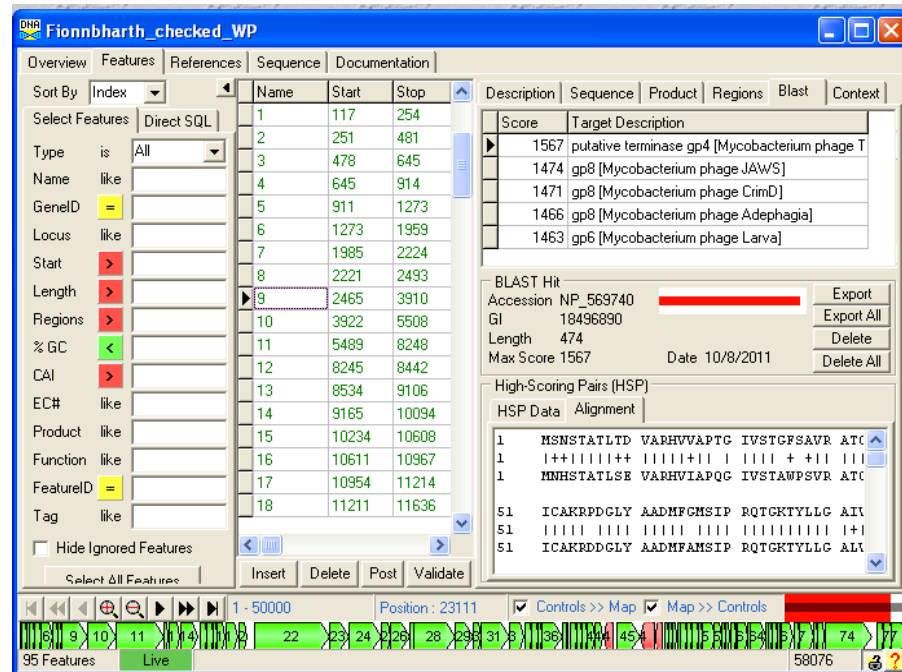 DNA Fionnbharth_checked_WP
Overview Features References Sequence Documentation
Sort By Index
Select Features Direct SQL
Type is All
Name like
GeneID =
Locus like
Start >
Length >
Regions >
% GC <
CAI >
EC# like
Product like
Function like
FeatureID =
Tag like
Hide Ignored Features
Select All Features
Name Start Stop
1 117 254
2 251 481
3 478 645
4 645 914
5 911 1273
6 1273 1959
7 1985 2224
8 2221 2493
9 2465 3910
10 3922 5508
11 5489 8248
12 8245 8442
13 8534 9106
14 9165 10094
15 10234 10608
16 10611 10967
17 10954 11214
18 11211 11636
Insert Delete Post Validate
Description Sequence Product Regions Blast Context
Score Target Description
1567 putative terminase gp4 [Mycobacterium phage T
1474 gp8 [Mycobacterium phage JAWS]
1471 gp8 [Mycobacterium phage CrimD]
1466 gp8 [Mycobacterium phage Adephagia]
1463 gp6 [Mycobacterium phage Larva]
BLAST Hit
Accession NP_569740
GI 18496890
Length 474
Max Score 1567 Date 10/8/2011
Export
Export All
Delete
Delete All
High-Scoring Pairs (HSP)
HSP Data Alignment
1 MSNSTATLTD VARHVVAPTG IVSTGFSAVR ATC
1 |++||||||++ |||||+|| | |||| + +|| |||
1 MNHSTATLSE VARHVIAPQG IVSTAWPSVR ATC
51 ICAKRPDGLY AADMFGMSIP RQTGKTYLLG AIV
51 ||||| |||| |||| |||| |||||||||| |+|
51 ICAKRDDGLY AADMFAMSIP RQTGKTYLLG ALV
1 - 50000 Position : 23111 Controls >> Map Map >> Controls
6 9 10 11 14 22 23 24 28 31 36 45 74 77
95 Features Live 58076